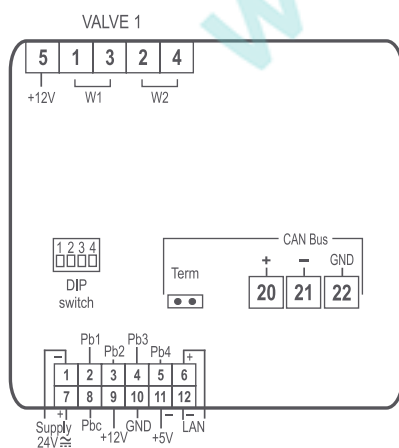 VALVE 1
5 1 3 2 4
+12V W1 W2
1 2 3 4
DIP
switch
Term
CAN Bus
+ − GND
20 21 22
Pb1 Pb3
Pb2 Pb4
− +
1 2 3 4 5 6
7 8 9 10 11 12
+ − −
Supply Pbc GND LAN
24V +12V +5V
W